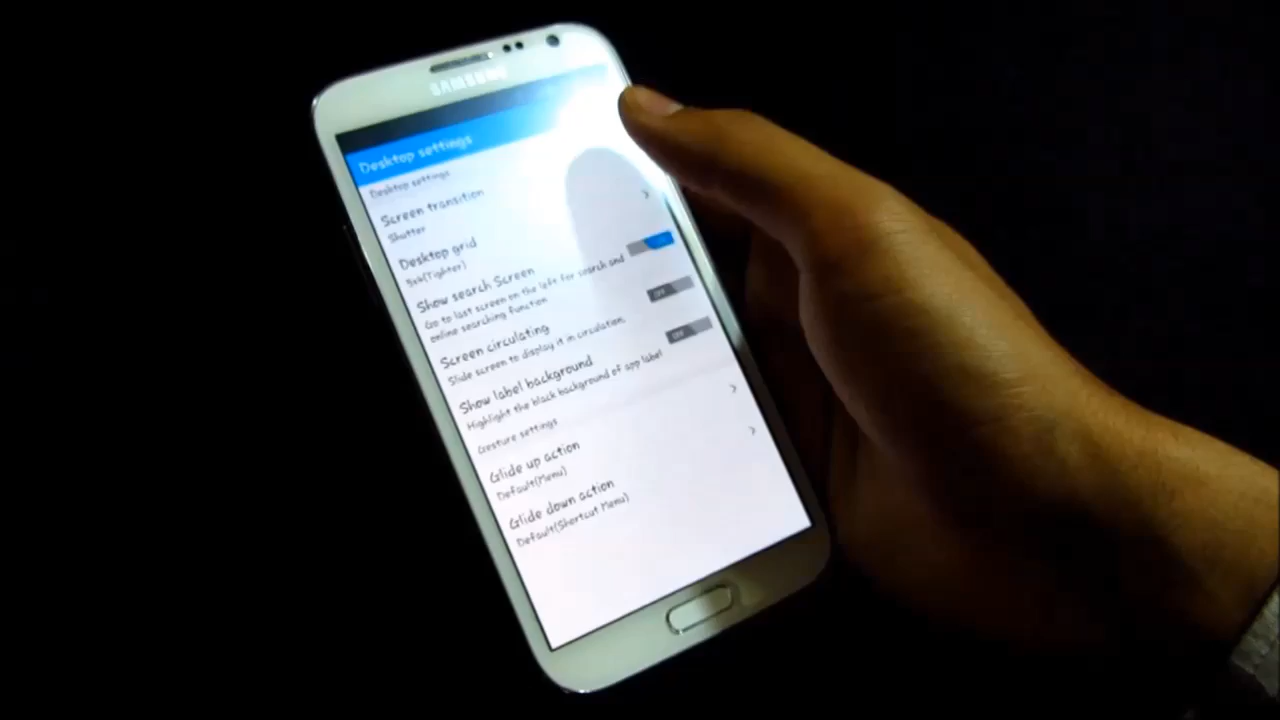 SAMSUNG
Desktop settings
Desktop settings
Screen transition
Shutter
Desktop grid
5x4(Tighter)
Show search Screen
Go to last screen on the left for search and
online searching function
Screen circulating
OFF
Slide screen to display it in circulation.
Show label background
OFF
Highlight the black background of app label
Gesture settings
Glide up action
Default(Menu)
Glide down action
Default(Shortcut Menu)